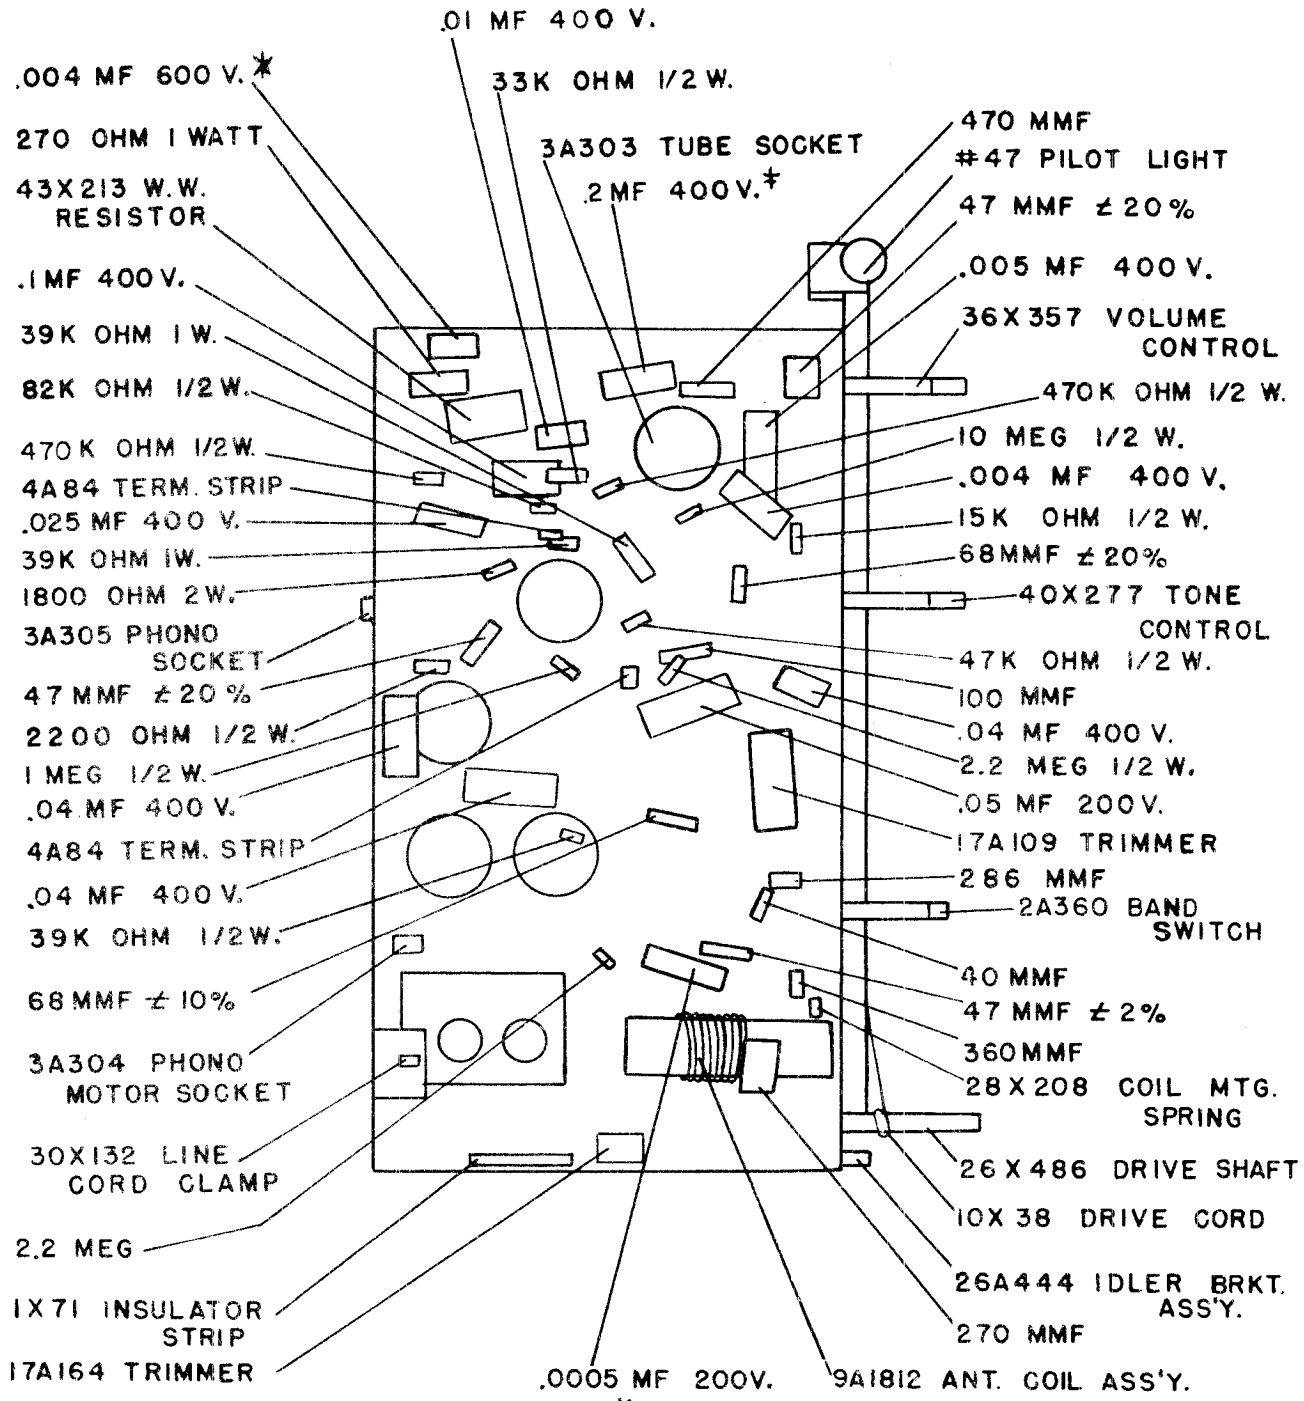 .01 MF 400 V.
.004 MF 600 V.*
33K OHM 1/2 W.
270 OHM 1 WATT
3A303 TUBE SOCKET
.2 MF 400 V.‡
43X213 W.W.
RESISTOR
.1 MF 400 V.
39K OHM 1 W.
82K OHM 1/2 W.
470 K OHM 1/2 W.
4A84 TERM. STRIP
.025 MF 400 V.
39K OHM 1W.
1800 OHM 2 W.
3A305 PHONO
SOCKET
47 MMF ± 20 %
2200 OHM 1/2 W.
1 MEG 1/2 W.
.04 MF 400 V.
4A84 TERM. STRIP
.04 MF 400 V.
39K OHM 1/2 W.
68 MMF ± 10%
3A304 PHONO
MOTOR SOCKET
30X132 LINE
CORD CLAMP
2.2 MEG
1X71 INSULATOR
STRIP
17A164 TRIMMER
470 MMF
#47 PILOT LIGHT
47 MMF ± 20%
.005 MF 400 V.
36X357 VOLUME
CONTROL
470K OHM 1/2 W.
10 MEG 1/2 W.
.004 MF 400 V.
15K OHM 1/2 W.
68MMF ± 20%
40X277 TONE
CONTROL
47K OHM 1/2 W.
100 MMF
.04 MF 400 V.
2.2 MEG 1/2 W.
.05 MF 200 V.
17A109 TRIMMER
286 MMF
2A360 BAND
SWITCH
40 MMF
47 MMF ± 2%
360MMF
28X208 COIL MTG.
SPRING
26X486 DRIVE SHAFT
10X38 DRIVE CORD
26A444 IDLER BRKT.
ASS'Y.
270 MMF
.0005 MF 200V.
9A1812 ANT. COIL ASS'Y.